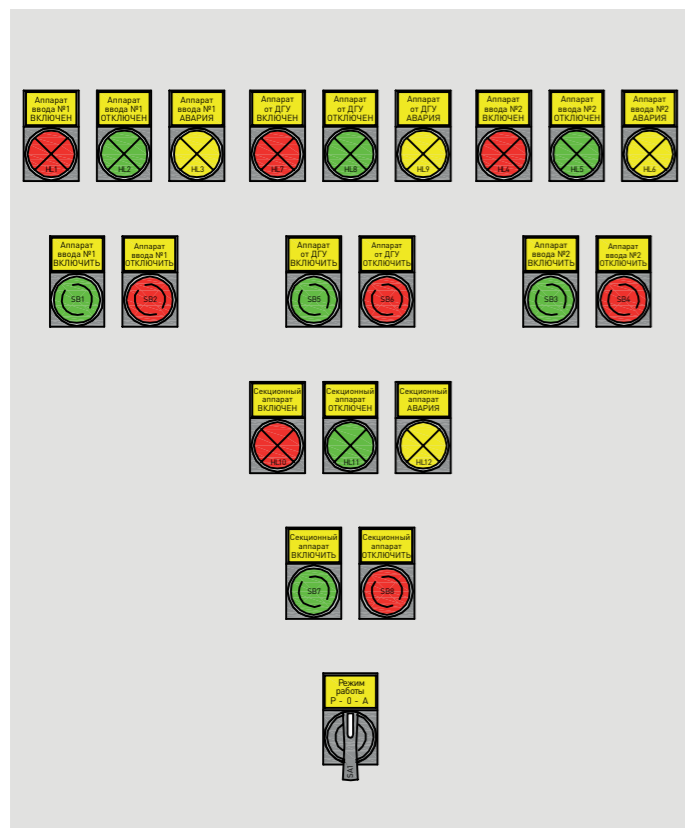 Аппарат
ввода №1
ВКЛЮЧЕН
HL1
Аппарат
ввода №1
ОТКЛЮЧЕН
HL2
Аппарат
ввода №1
АВАРИЯ
HL3
Аппарат
от ДГУ
ВКЛЮЧЕН
HL7
Аппарат
от ДГУ
ОТКЛЮЧЕН
HL8
Аппарат
от ДГУ
АВАРИЯ
HL9
Аппарат
ввода №2
ВКЛЮЧЕН
HL4
Аппарат
ввода №2
ОТКЛЮЧЕН
HL5
Аппарат
ввода №2
АВАРИЯ
HL6
Аппарат
ввода №1
ВКЛЮЧИТЬ
SB1
Аппарат
ввода №1
ОТКЛЮЧИТЬ
SB2
Аппарат
от ДГУ
ВКЛЮЧИТЬ
SB5
Аппарат
от ДГУ
ОТКЛЮЧИТЬ
SB6
Аппарат
ввода №2
ВКЛЮЧИТЬ
SB3
Аппарат
ввода №2
ОТКЛЮЧИТЬ
SB4
Секционный
аппарат
ВКЛЮЧЕН
HL10
Секционный
аппарат
ОТКЛЮЧЕН
HL11
Секционный
аппарат
АВАРИЯ
HL12
Секционный
аппарат
ВКЛЮЧИТЬ
SB7
Секционный
аппарат
ОТКЛЮЧИТЬ
SB8
Режим
работы
Р - 0 - А
SA1